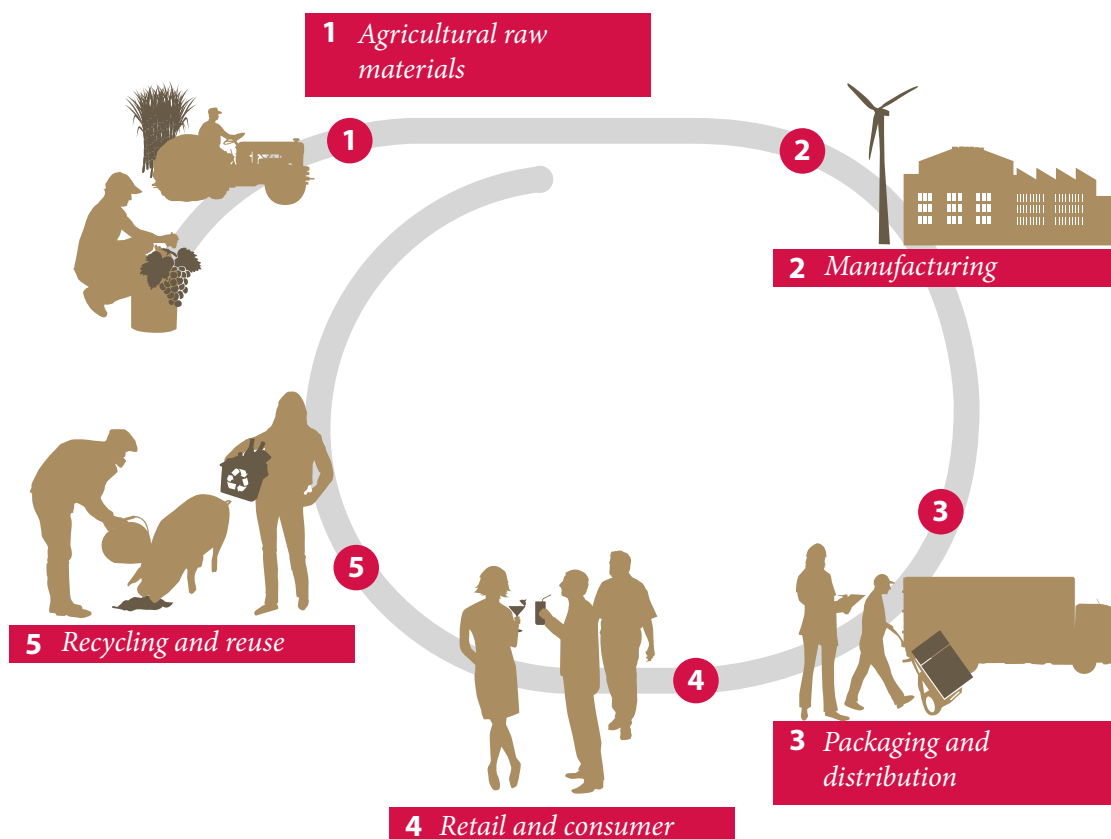 1 Agricultural raw
materials
1
2
2 Manufacturing
3
5
5 Recycling and reuse
4
3 Packaging and
distribution
4 Retail and consumer